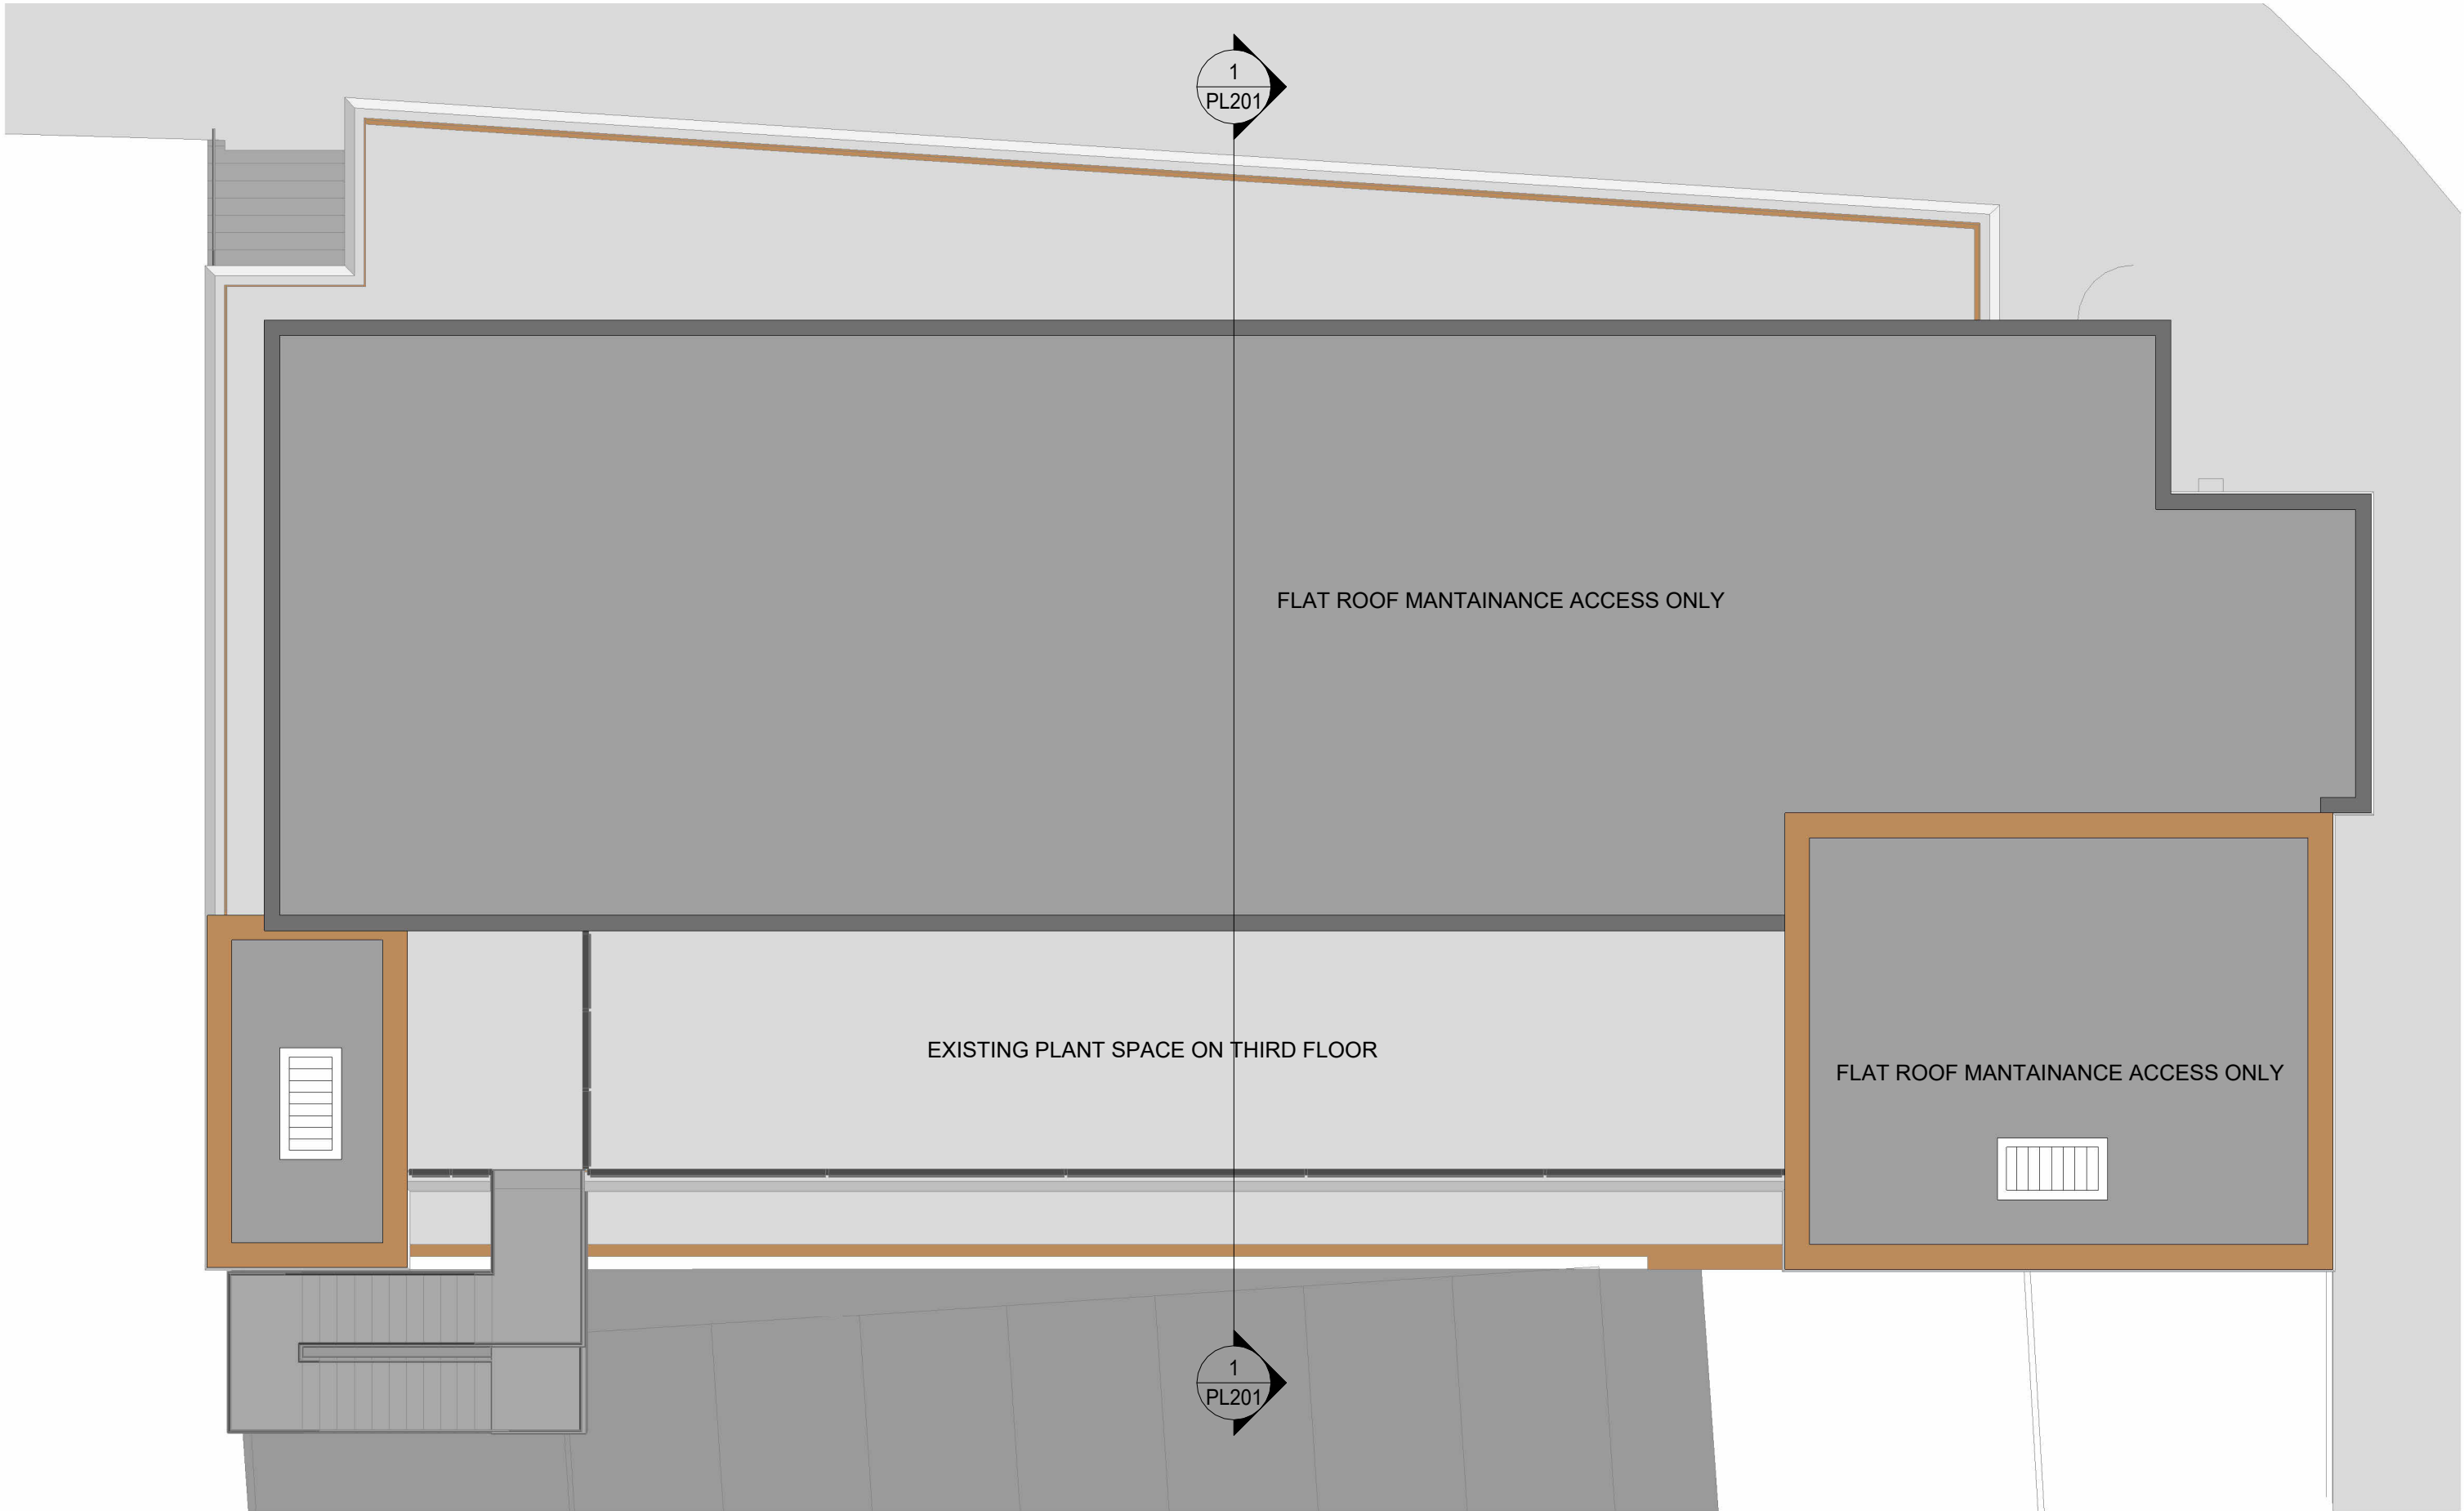 1
PL201
FLAT ROOF MANTAINANCE ACCESS ONLY
EXISTING PLANT SPACE ON THIRD FLOOR
FLAT ROOF MANTAINANCE ACCESS ONLY
1
PL201